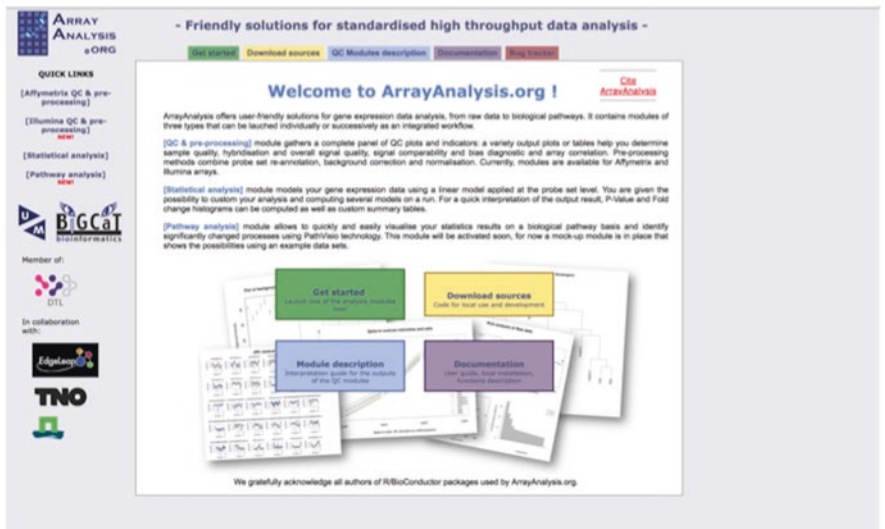 ARRAY
ANALYSIS
.ORG
- Friendly solutions for standardised high throughput data analysis -
Get started
Download sources
QC Modules description
Documentation
Bug tracker
QUICK LINKS
[Affymetrix QC & pre-
processing]
[Illumina QC & pre-
processing]
NEW!
[Statistical analysis]
[Pathway analysis]
NEW!
UM
BiGCaT
bioinformatics
Member of:
DTL
In collaboration
with:
EdgeLeap
TNO
Welcome to ArrayAnalysis.org !
Cite
ArrayAnalysis
ArrayAnalysis offers user-friendly solutions for gene expression data analysis, from raw data to biological pathways. It contains modules of
three types that can be lauched individually or successively as an integrated workflow.
[QC & pre-processing] module gathers a complete panel of QC plots and indicators: a variety output plots or tables help you determine
sample quality, hybridisation and overall signal quality, signal comparability and bias diagnostic and array correlation. Pre-processing
methods combine probe set re-annotation, background correction and normalisation. Currently, modules are available for Affymetrix and
Illumina arrays.
[Statistical analysis] module models your gene expression data using a linear model applied at the probe set level. You are given the
possibility to custom your analysis and computing several models on a run. For a quick interpretation of the output result, P-Value and Fold
change histograms can be computed as well as custom summary tables.
[Pathway analysis] module allows to quickly and easily visualise your statistics results on a biological pathway basis and identify
significantly changed processes using PathVisio technology. This module will be activated soon, for now a mock-up module is in place that
shows the possibilities using an example data sets.
Get started
Launch one of the analysis modules
now!
Download sources
Code for local use and development
Module description
Interpretation guide for the outputs
of the QC modules
Documentation
User guide, local installation,
functions description
We gratefully acknowledge all authors of R/BioConductor packages used by ArrayAnalysis.org.